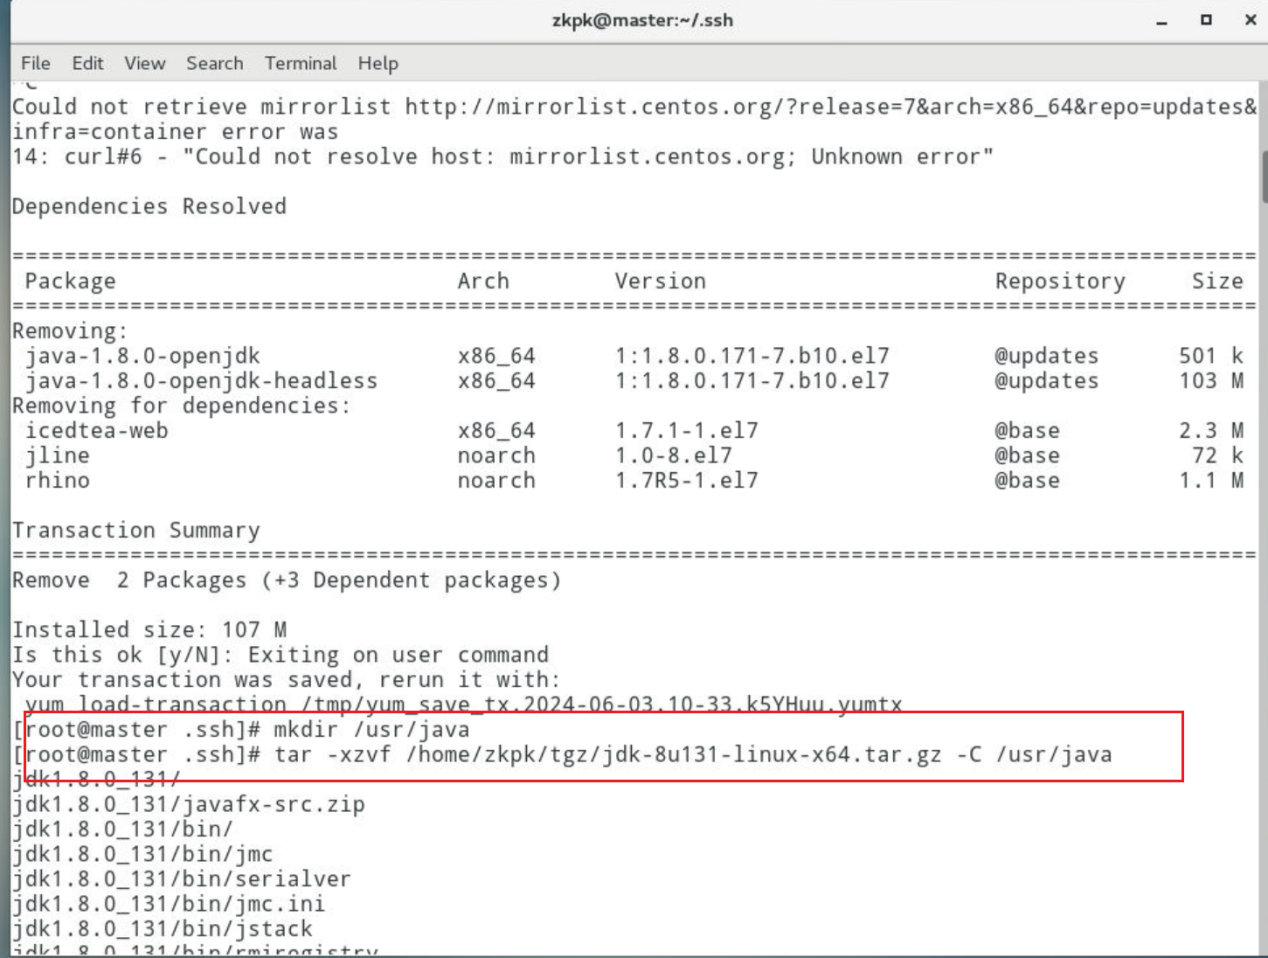 zkpk@master:~/.ssh
File Edit View Search Terminal Help
^C
Could not retrieve mirrorlist http://mirrorlist.centos.org/?release=7&arch=x86_64&repo=updates&
infra=container error was
14: curl#6 - "Could not resolve host: mirrorlist.centos.org; Unknown error"
Dependencies Resolved
================================================================================================
Package Arch Version Repository Size
================================================================================================
Removing:
java-1.8.0-openjdk x86_64 1:1.8.0.171-7.b10.el7 @updates 501 k
java-1.8.0-openjdk-headless x86_64 1:1.8.0.171-7.b10.el7 @updates 103 M
Removing for dependencies:
icedtea-web x86_64 1.7.1-1.el7 @base 2.3 M
jline noarch 1.0-8.el7 @base 72 k
rhino noarch 1.7R5-1.el7 @base 1.1 M
Transaction Summary
================================================================================================
Remove 2 Packages (+3 Dependent packages)
Installed size: 107 M
Is this ok [y/N]: Exiting on user command
Your transaction was saved, rerun it with:
yum load-transaction /tmp/yum_save_tx.2024-06-03.10-33.k5YHuu.yumtx
[root@master .ssh]# mkdir /usr/java
[root@master .ssh]# tar -xzvf /home/zkpk/tgz/jdk-8u131-linux-x64.tar.gz -C /usr/java
jdk1.8.0_131/
jdk1.8.0_131/javafx-src.zip
jdk1.8.0_131/bin/
jdk1.8.0_131/bin/jmc
jdk1.8.0_131/bin/serialver
jdk1.8.0_131/bin/jmc.ini
jdk1.8.0_131/bin/jstack
jdk1.8.0_131/bin/rmiregistry